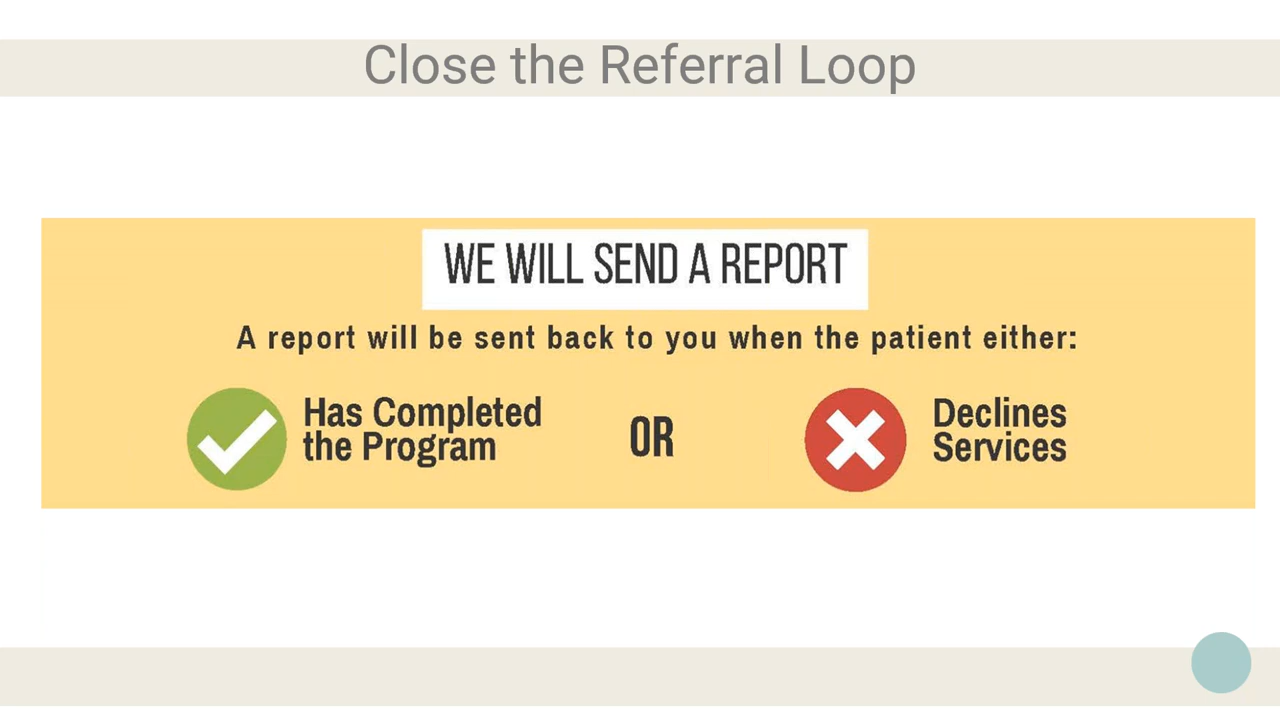 Close the Referral Loop
WE WILL SEND A REPORT
A report will be sent back to you when the patient either:
Has Completed
the Program
OR
Declines
Services